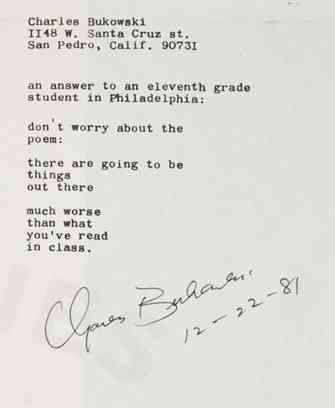 Charles Bukowski
II48 W. Santa Cruz st.
San Pedro, Calif. 9073I
an answer to an eleventh grade
student in Philadelphia:
don't worry about the
poem:
there are going to be
things
out there
much worse
than what
you've read
in class.
Charles Bukowski
12-22-81